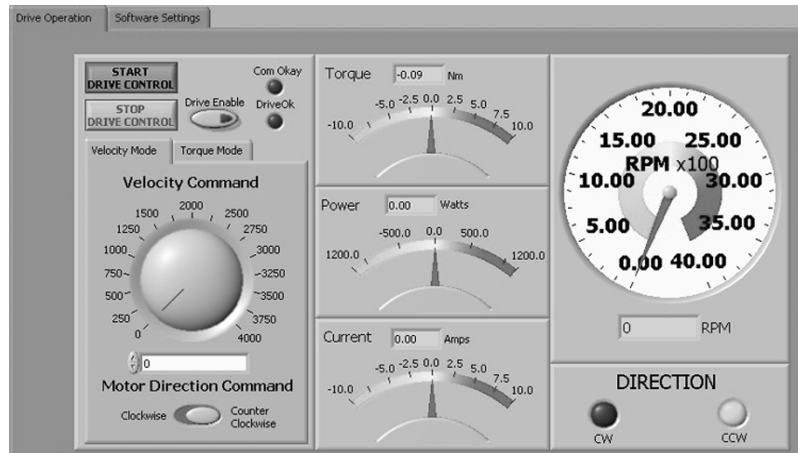 Drive Operation
Software Settings
START
DRIVE CONTROL
Com Okay
STOP
DRIVE CONTROL
Drive Enable
DriveOk
Velocity Mode
Torque Mode
Velocity Command
0
250
500
750
1000
1250
1500
2000
2500
3000
3250
3500
3750
4000
0
Motor Direction Command
Clockwise
Counter
Clockwise
Torque -0.09 Nm
-10.0 -5.0 -2.5 0.0 2.5 5.0 7.5 10.0
Power 0.00 Watts
1200.0 -500.0 0.0 500.0 1200.0
Current 0.00 Amps
-10.0 -5.0 -2.5 0.0 2.5 5.0 7.5 10.0
20.00
15.00 25.00
RPM x100
10.00 30.00
5.00 35.00
0.00 40.00
0 RPM
DIRECTION
CW CCW